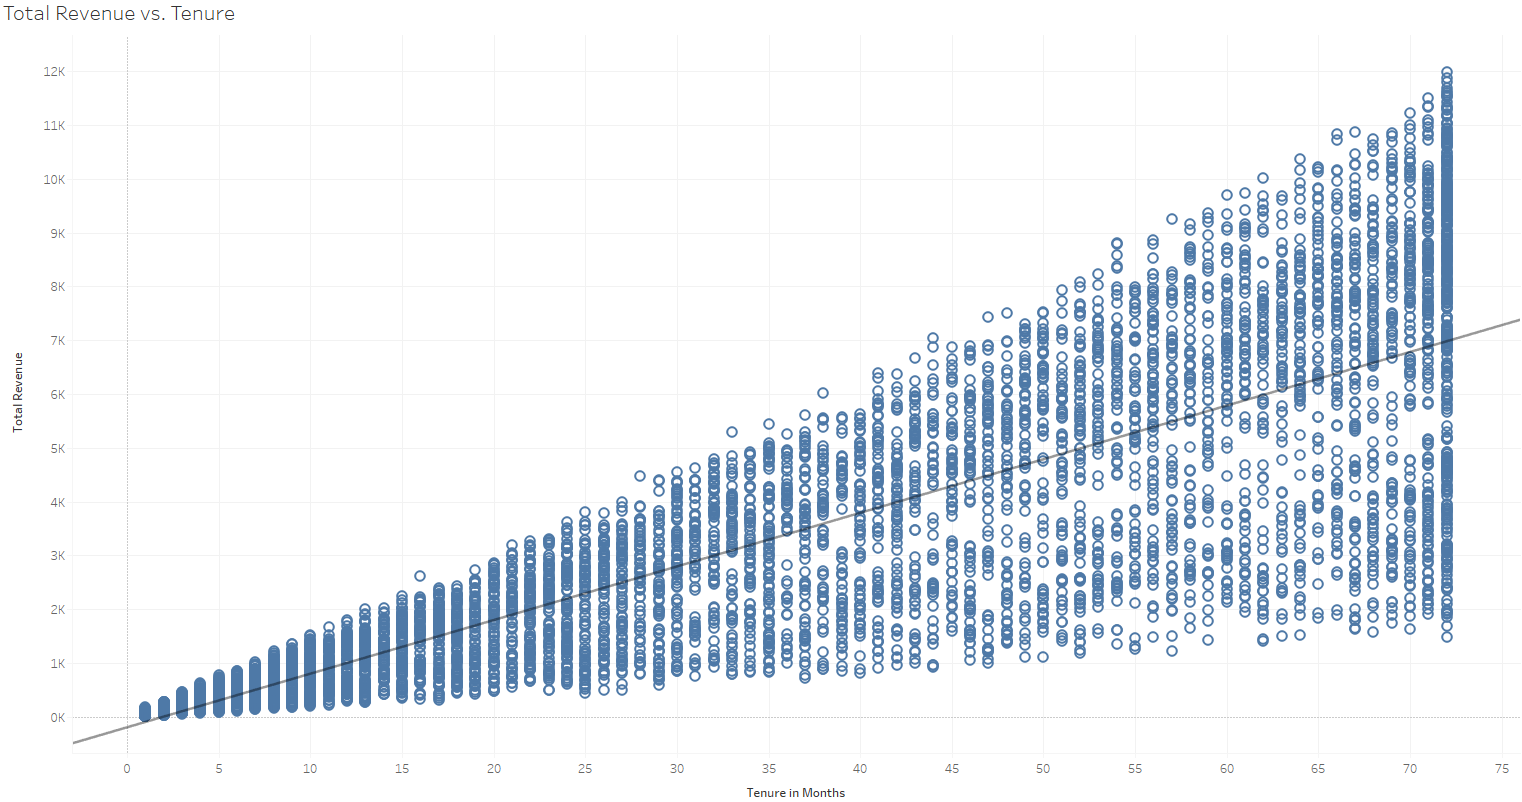 Total Revenue vs. Tenure
12K
11K
10K
9K
8K
7K
6K
5K
4K
3K
2K
1K
0K
Total Revenue
0 5 10 15 20 25 30 35 40 45 50 55 60 65 70 75
Tenure in Months